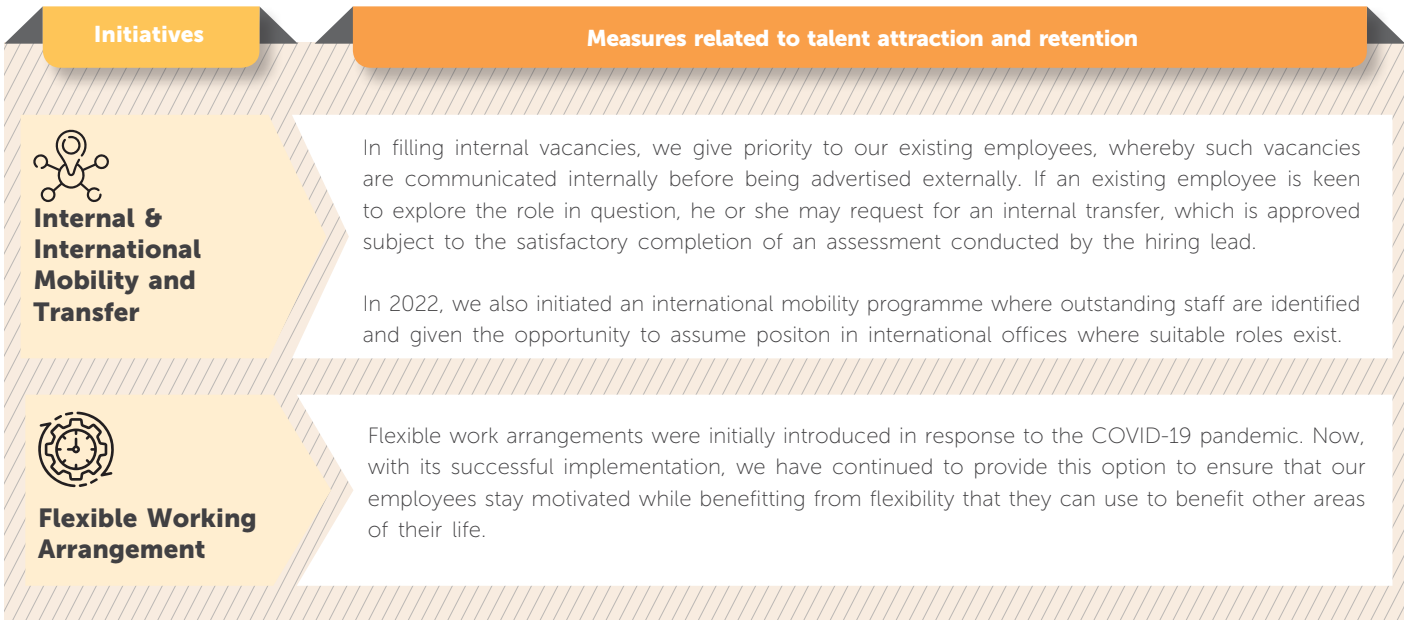 Initiatives
Measures related to talent attraction and retention
Internal &
International
Mobility and
Transfer
In filling internal vacancies, we give priority to our existing employees, whereby such vacancies
are communicated internally before being advertised externally. If an existing employee is keen
to explore the role in question, he or she may request for an internal transfer, which is approved
subject to the satisfactory completion of an assessment conducted by the hiring lead.
In 2022, we also initiated an international mobility programme where outstanding staff are identified
and given the opportunity to assume positon in international offices where suitable roles exist.
Flexible Working
Arrangement
Flexible work arrangements were initially introduced in response to the COVID-19 pandemic. Now,
with its successful implementation, we have continued to provide this option to ensure that our
employees stay motivated while benefitting from flexibility that they can use to benefit other areas
of their life.